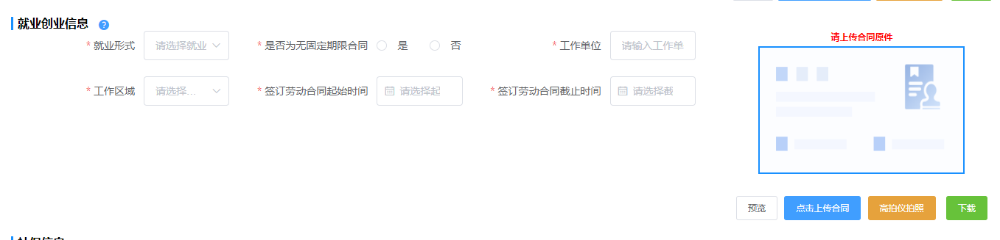 就业创业信息 ?
请上传合同原件
* 就业形式 请选择就业 * 是否为无固定期限合同 是 否 * 工作单位 请输入工作单
* 工作区域 请选择... * 签订劳动合同起始时间 请选择起 * 签订劳动合同截止时间 请选择截
预览 点击上传合同 高拍仪拍照 下载